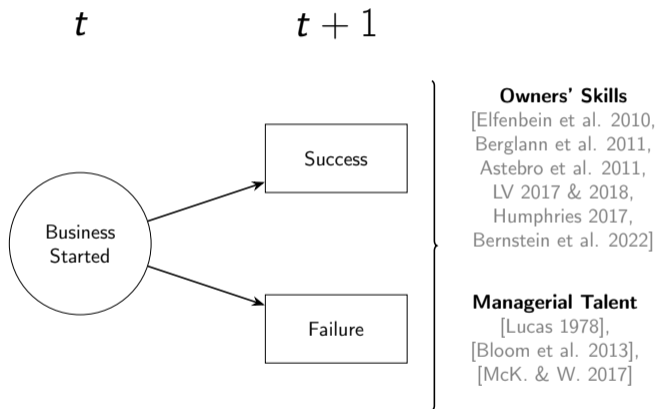 t
t + 1
Business
Started
Success
Failure
Owners' Skills
[Elfenbein et al. 2010,
Berglann et al. 2011,
Astebro et al. 2011,
LV 2017 & 2018,
Humphries 2017,
Bernstein et al. 2022]
Managerial Talent
[Lucas 1978],
[Bloom et al. 2013],
[McK. & W. 2017]